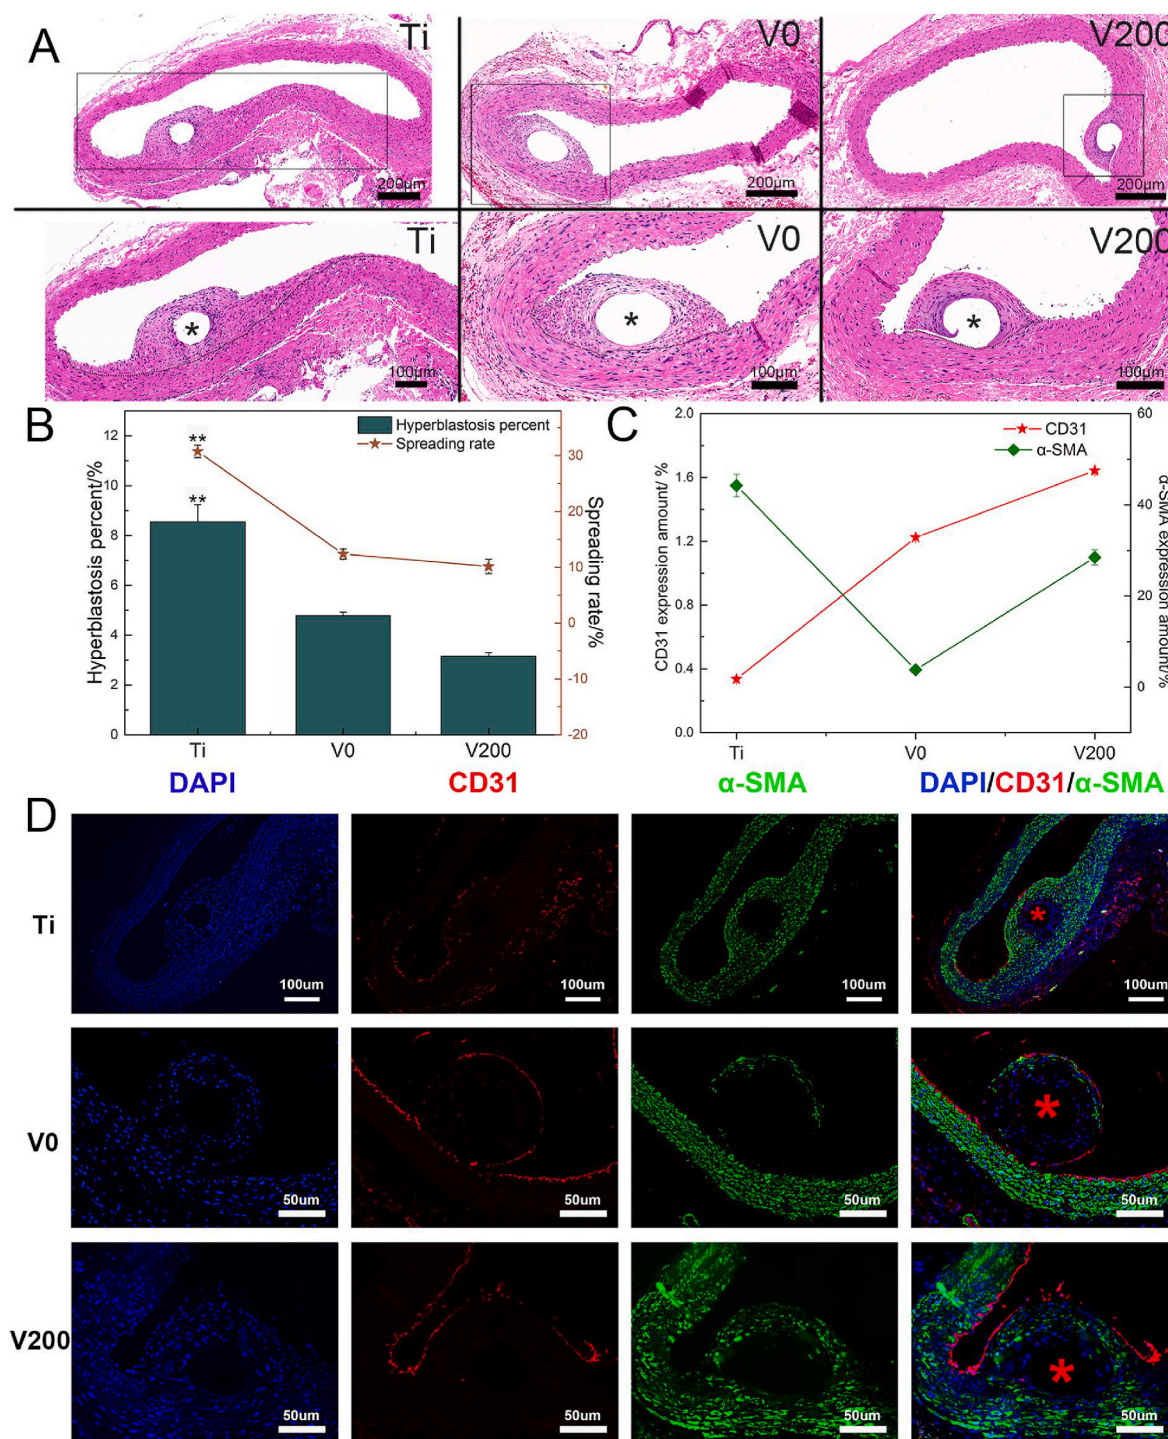 A
Ti
V0
V200
200μm
200μm
200μm
Ti
V0
V200
*
*
*
100μm
100μm
100μm
B
Hyperblastosis percent
Spreading rate
**
**
Hyperblastosis percent/%
12
10
8
6
4
2
0
30
20
10
0
-10
-20
Spreading rate/%
Ti
V0
V200
C
CD31
α-SMA
CD31 expression amount/ %
2.0
1.6
1.2
0.8
0.4
0.0
60
40
20
0
α-SMA expression amount/%
Ti
V0
V200
D
DAPI
CD31
α-SMA
DAPI/CD31/α-SMA
Ti
100um
100um
100um
*
100um
V0
50um
50um
50um
*
50um
V200
50um
50um
50um
*
50um